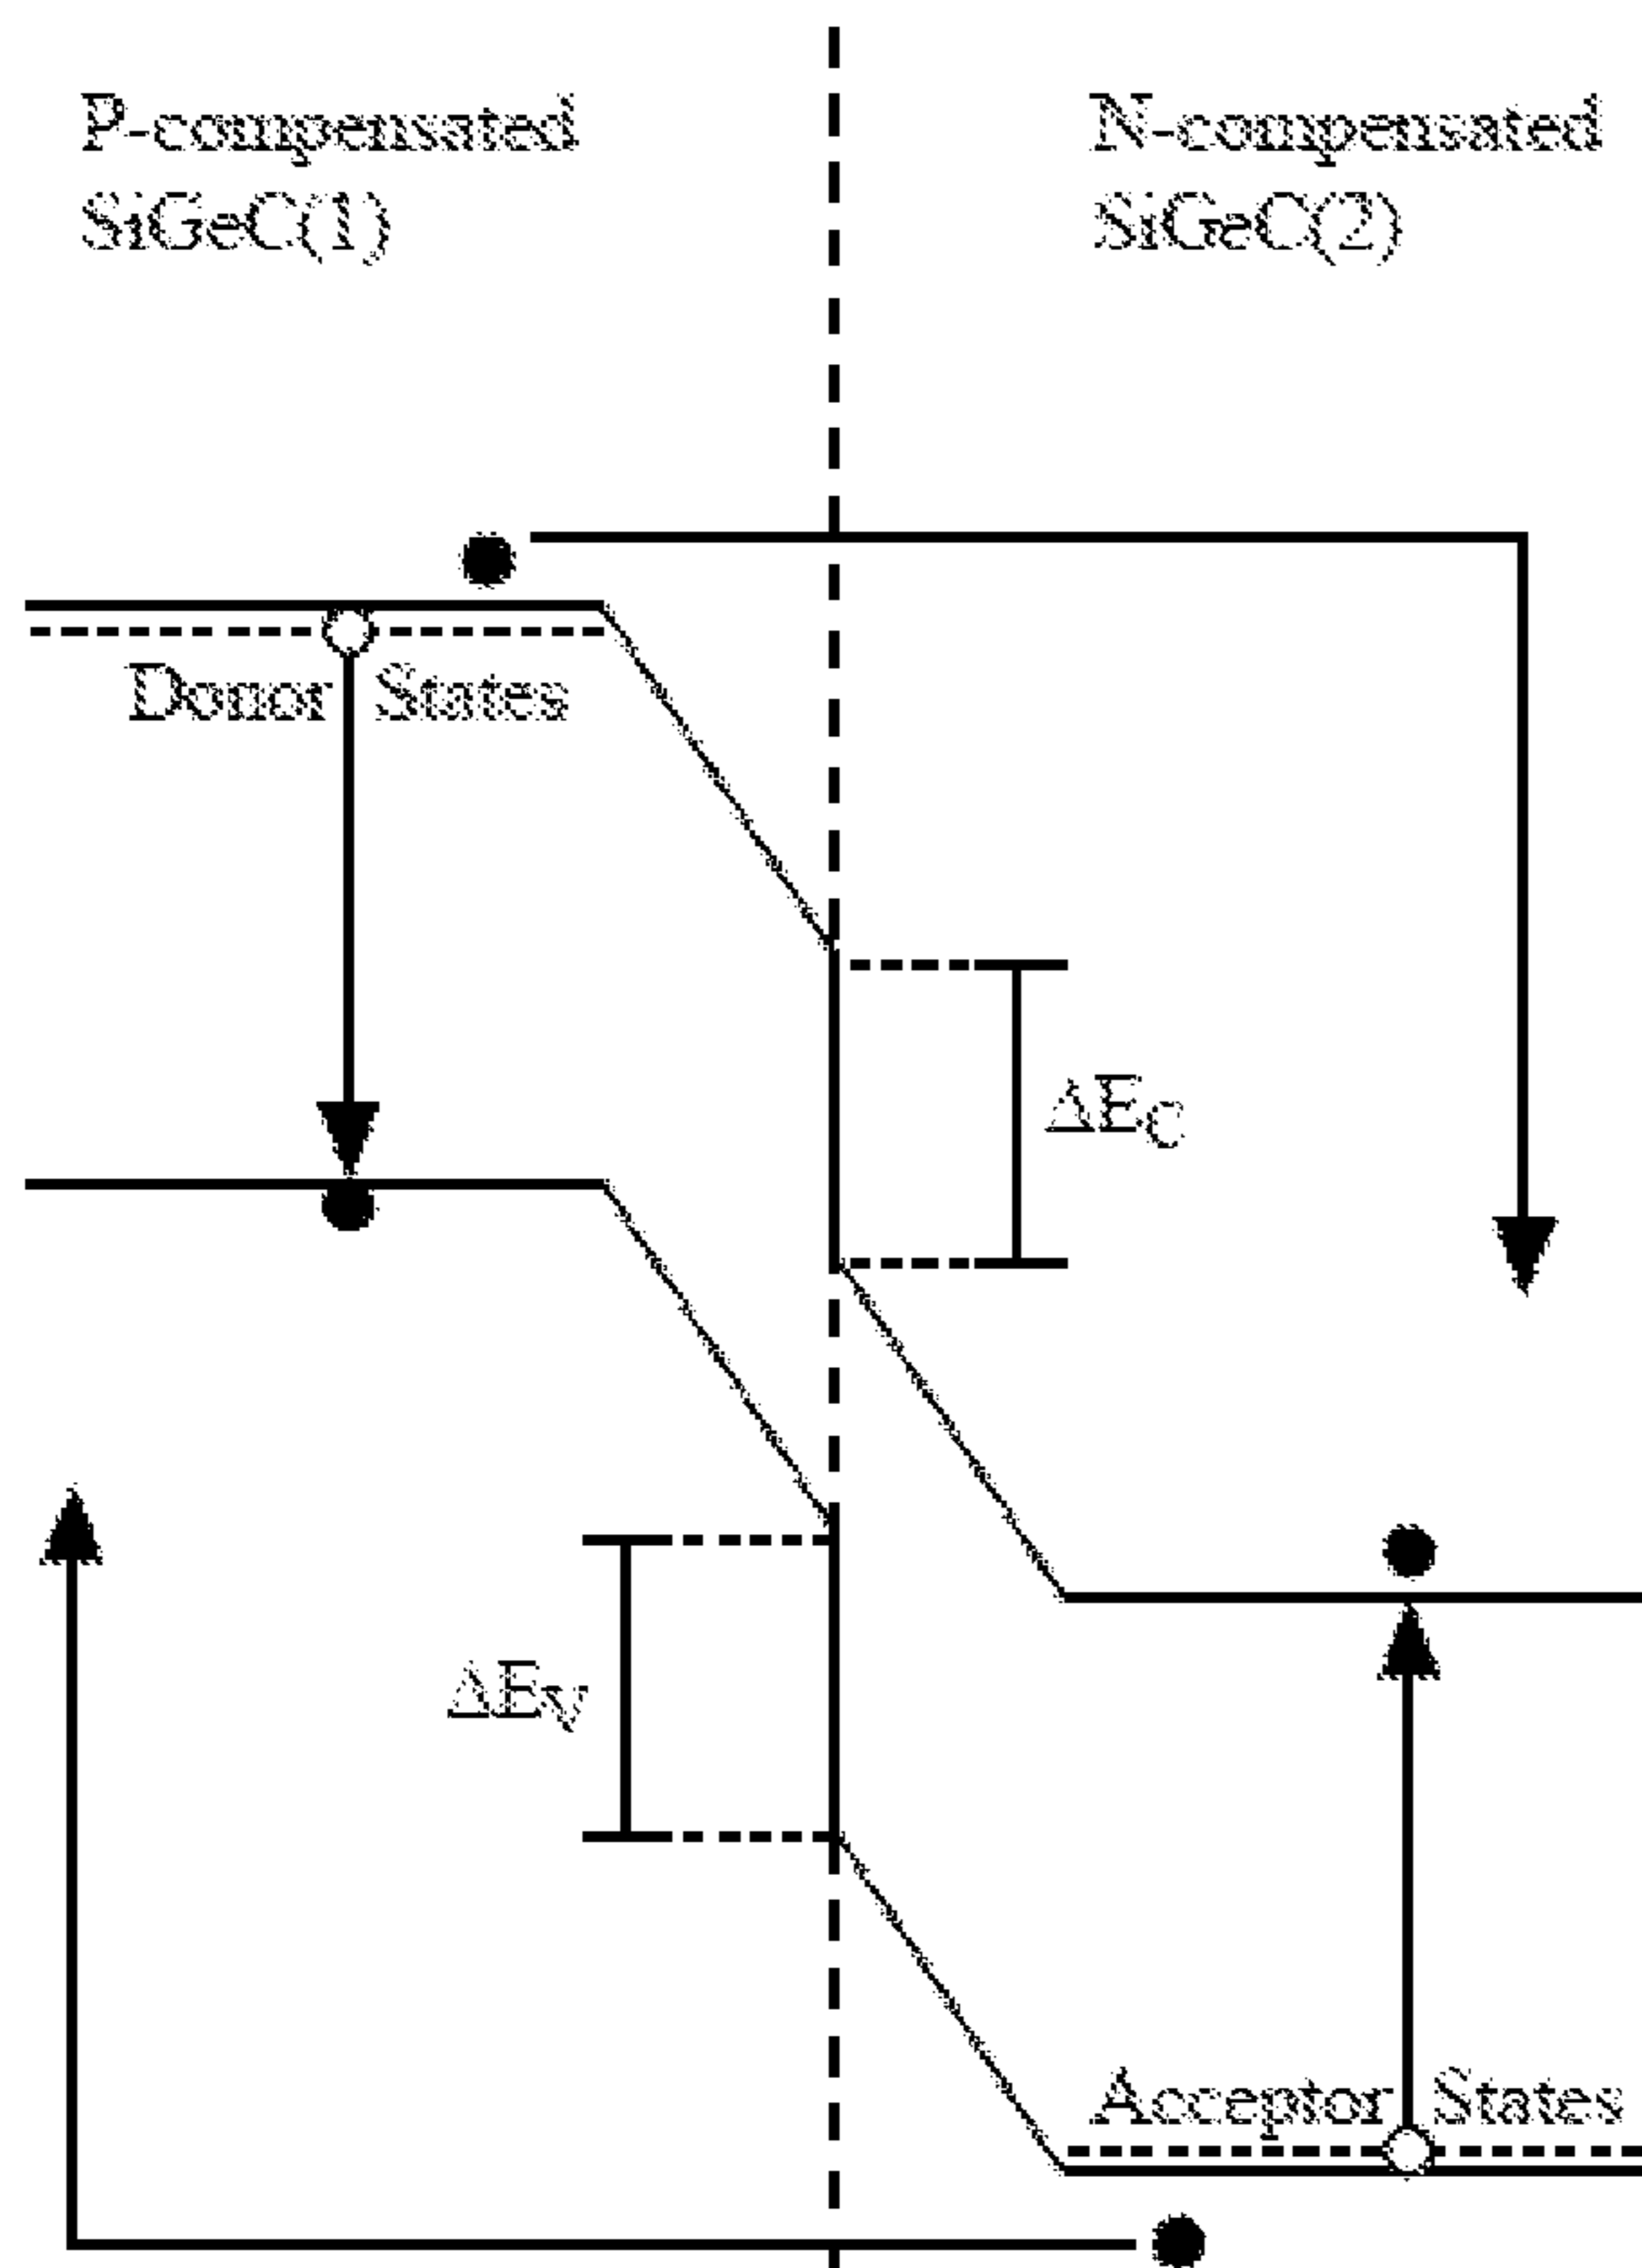 P-compensated
SiGeC(1)
N-compensated
SiGeC(2)
Donor States
ΔEC
ΔEV
Acceptor States